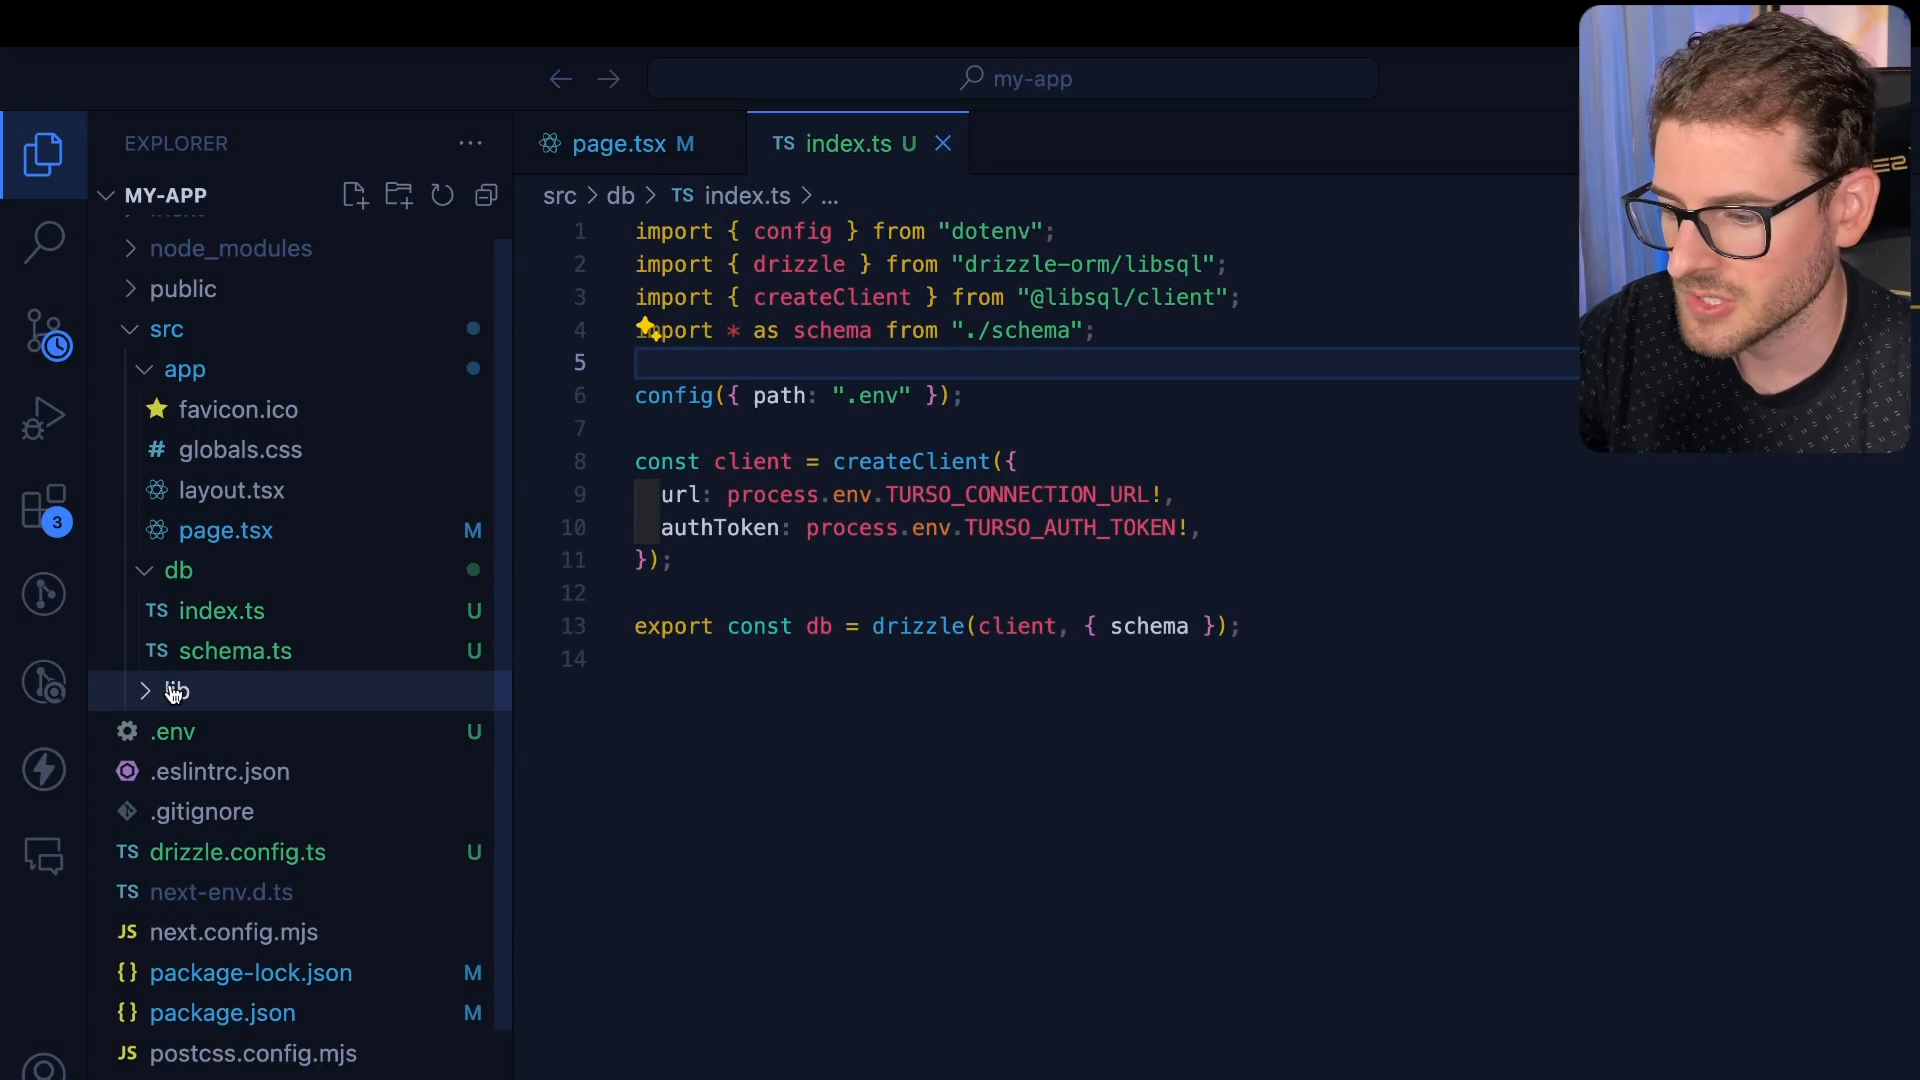 my-app
EXPLORER
MY-APP
node_modules
public
src
app
favicon.ico
# globals.css
layout.tsx
page.tsx M
db
TS index.ts U
TS schema.ts U
.env U
.eslintrc.json
.gitignore
TS drizzle.config.ts U
TS next-env.d.ts
JS next.config.mjs
{} package-lock.json M
{} package.json M
JS postcss.config.mjs
3
page.tsx M
TS index.ts U
src > db > TS index.ts > ...
1 import { config } from "dotenv";
2 import { drizzle } from "drizzle-orm/libsql";
3 import { createClient } from "@libsql/client";
4 import * as schema from "./schema";
5
6 config({ path: ".env" });
7
8 const client = createClient({
9 url: process.env.TURSO_CONNECTION_URL!,
10 authToken: process.env.TURSO_AUTH_TOKEN!,
11 });
12
13 export const db = drizzle(client, { schema });
14